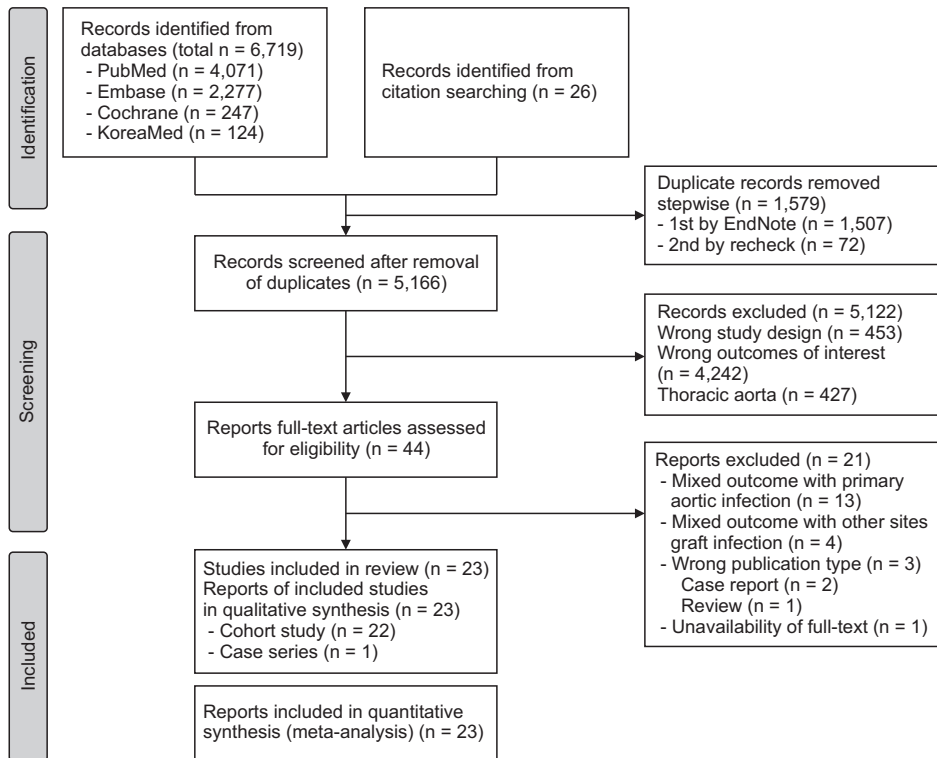 Identification
Records identified from
databases (total n = 6,719)
- PubMed (n = 4,071)
- Embase (n = 2,277)
- Cochrane (n = 247)
- KoreaMed (n = 124)
Records identified from
citation searching (n = 26)
Duplicate records removed
stepwise (n = 1,579)
- 1st by EndNote (n = 1,507)
- 2nd by recheck (n = 72)
Screening
Records screened after removal
of duplicates (n = 5,166)
Records excluded (n = 5,122)
Wrong study design (n = 453)
Wrong outcomes of interest
(n = 4,242)
Thoracic aorta (n = 427)
Reports full-text articles assessed
for eligibility (n = 44)
Reports excluded (n = 21)
- Mixed outcome with primary
aortic infection (n = 13)
- Mixed outcome with other sites
graft infection (n = 4)
- Wrong publication type (n = 3)
Case report (n = 2)
Review (n = 1)
- Unavailability of full-text (n = 1)
Included
Studies included in review (n = 23)
Reports of included studies
in qualitative synthesis (n = 23)
- Cohort study (n = 22)
- Case series (n = 1)
Reports included in quantitative
synthesis (meta-analysis) (n = 23)